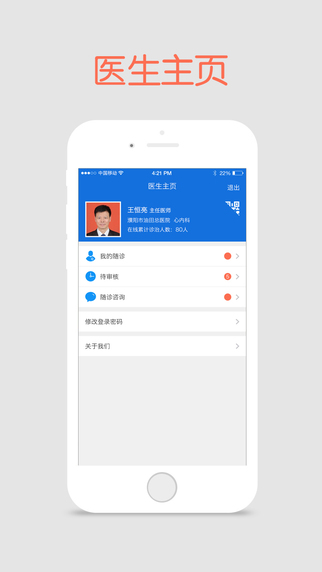 医生主页
中国移动
4:21 PM
22%
医生主页
退出
王恒亮 主任医师
濮阳市油田总医院 心内科
在线累计诊治人数：80人
我的随诊
待审核
随诊咨询
修改登录密码
关于我们